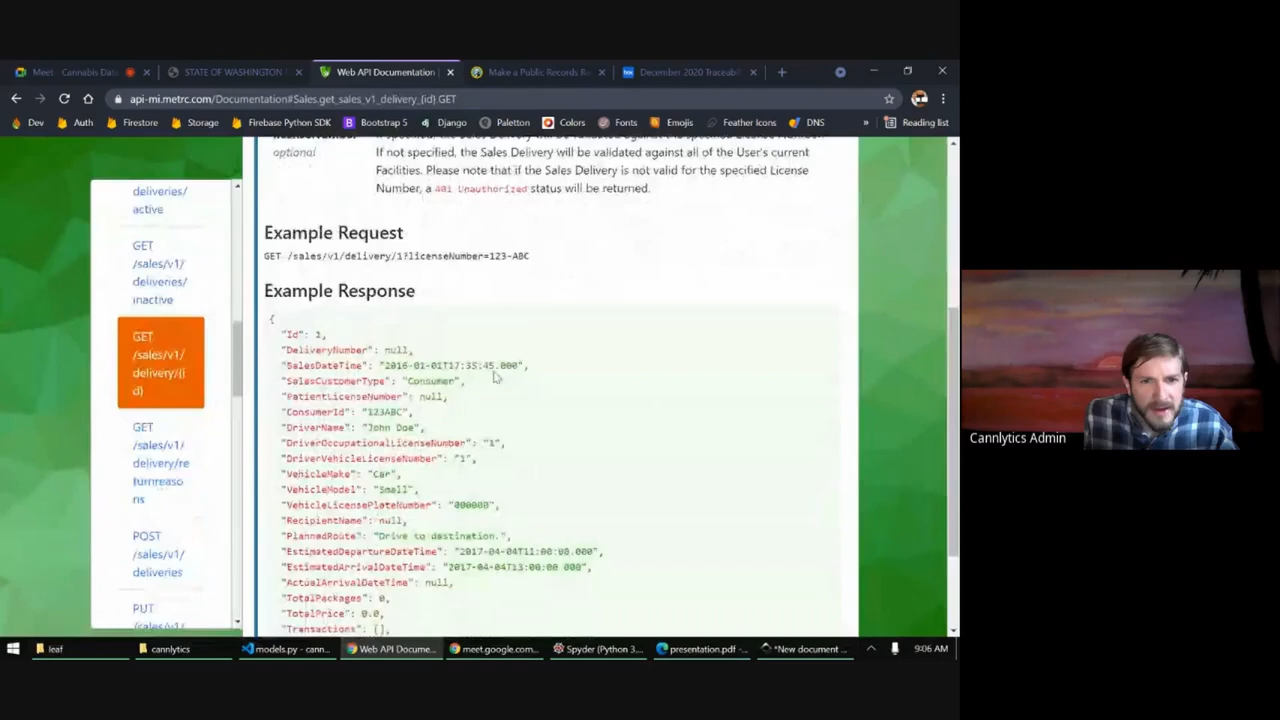 Meet - Cannabis Data
STATE OF WASHINGTON
Web API Documentation
Make a Public Records R
December 2020 Traceabil
api-mi.metrc.com/Documentation#Sales.get_sales_v1_delivery_{id}.GET
Dev
Auth
Firestore
Storage
Firebase Python SDK
Bootstrap 5
Django
Paletton
Colors
Fonts
Emojis
Feather Icons
DNS
»
Reading list
deliveries/
active
GET
/sales/v1/
deliveries/
inactive
GET
/sales/v1/
delivery/{i
d}
GET
/sales/v1/
delivery/re
turnreaso
ns
POST
/sales/v1/
deliveries
PUT
/sales/v1/
optional
If not specified, the Sales Delivery will be validated against all of the User's current
Facilities. Please note that if the Sales Delivery is not valid for the specified License
Number, a 401 Unauthorized status will be returned.
Example Request
GET /sales/v1/delivery/1?licenseNumber=123-ABC
Example Response
{
"Id": 1,
"DeliveryNumber": null,
"SalesDateTime": "2016-01-01T17:35:45.000",
"SalesCustomerType": "Consumer",
"PatientLicenseNumber": null,
"ConsumerId": "123ABC",
"DriverName": "John Doe",
"DriverOccupationalLicenseNumber": "1",
"DriverVehicleLicenseNumber": "1",
"VehicleMake": "Car",
"VehicleModel": "Small",
"VehicleLicensePlateNumber": "000000",
"RecipientName": null,
"PlannedRoute": "Drive to destination.",
"EstimatedDepartureDateTime": "2017-04-04T11:00:00.000",
"EstimatedArrivalDateTime": "2017-04-04T13:00:00.000",
"ActualArrivalDateTime": null,
"TotalPackages": 0,
"TotalPrice": 0.0,
"Transactions": [],
Cannlytics Admin
leaf
cannlytics
models.py - cann...
Web API Docume...
meet.google.com...
Spyder (Python 3....
presentation.pdf - ...
*New document ...
9:06 AM